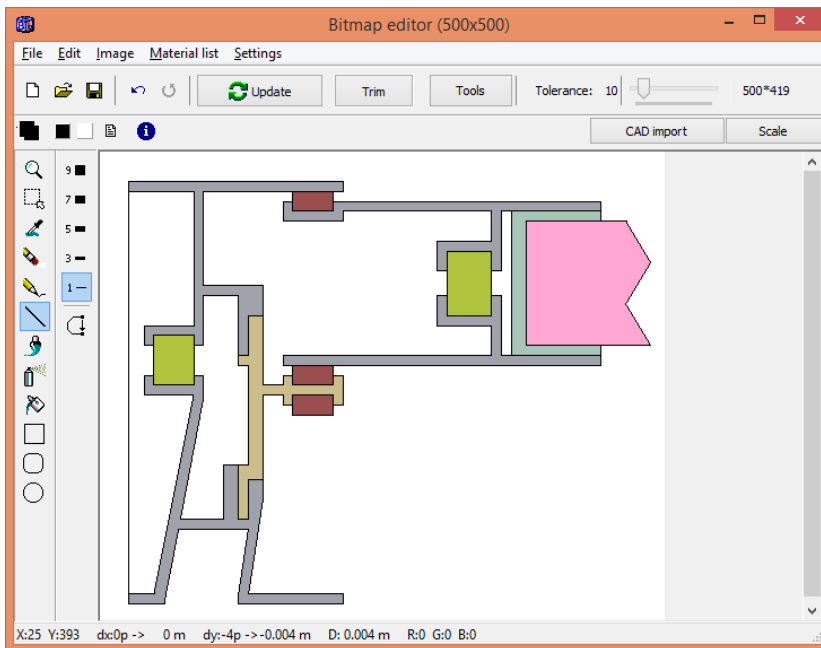 Bitmap editor (500x500)
File Edit Image Material list Settings
Update Trim Tools Tolerance: 10 500*419
CAD import Scale
9
7
5
3
1
X:25 Y:393 dx:0p -> 0 m dy:-4p ->-0.004 m D: 0.004 m R:0 G:0 B:0